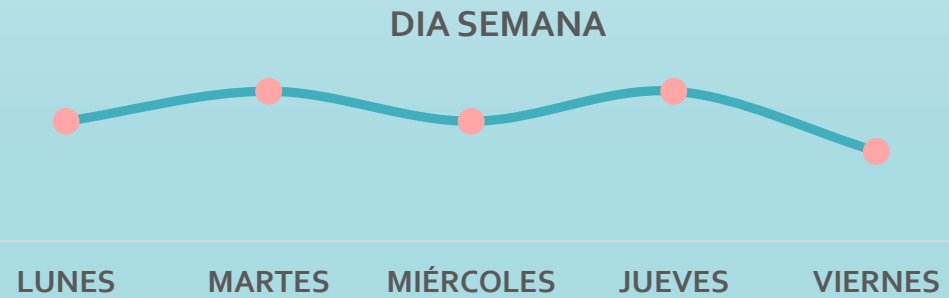 DIA SEMANA
LUNES MARTES MIÉRCOLES JUEVES VIERNES